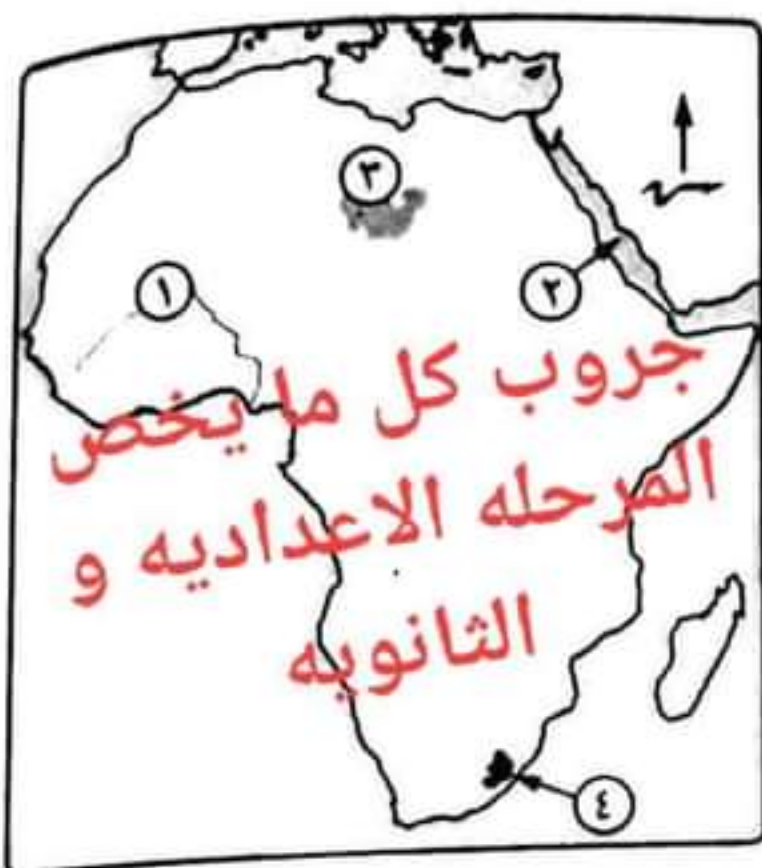 ٣
١
٢
جروب كل ما يخص
المرحله الاعداديه و
الثانويه
٤